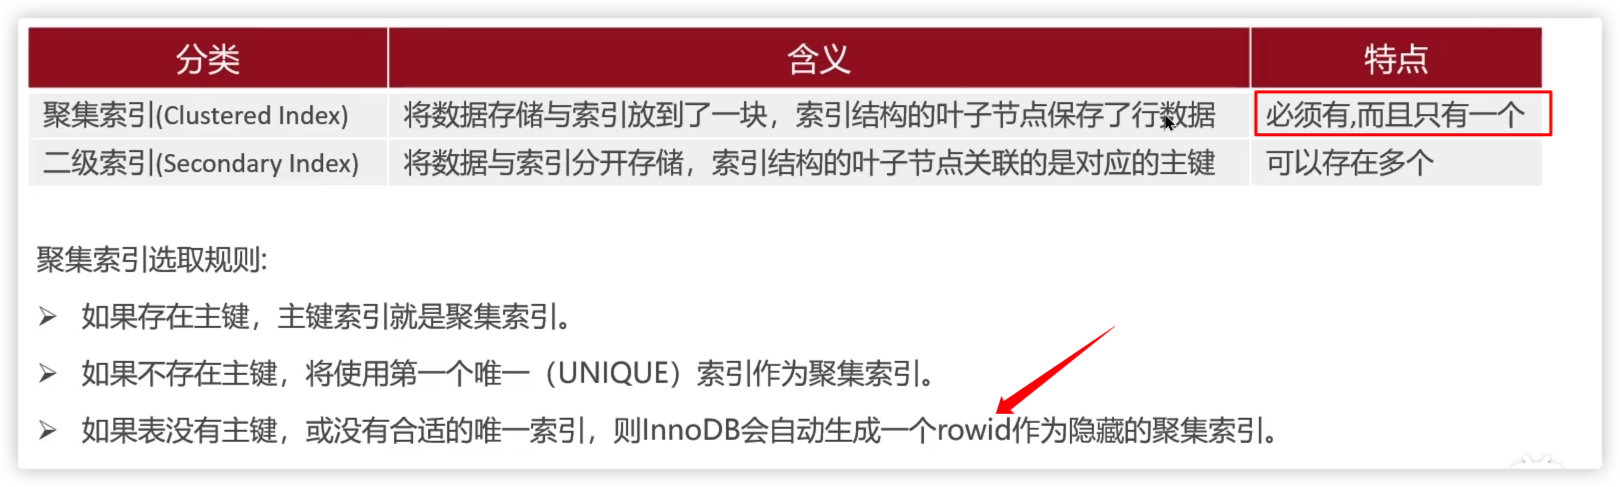 分类 含义 特点
聚集索引(Clustered Index) 将数据存储与索引放到了一块，索引结构的叶子节点保存了行数据 必须有,而且只有一个
二级索引(Secondary Index) 将数据与索引分开存储，索引结构的叶子节点关联的是对应的主键 可以存在多个
聚集索引选取规则:
如果存在主键，主键索引就是聚集索引。
如果不存在主键，将使用第一个唯一（UNIQUE）索引作为聚集索引。
如果表没有主键，或没有合适的唯一索引，则InnoDB会自动生成一个rowid作为隐藏的聚集索引。